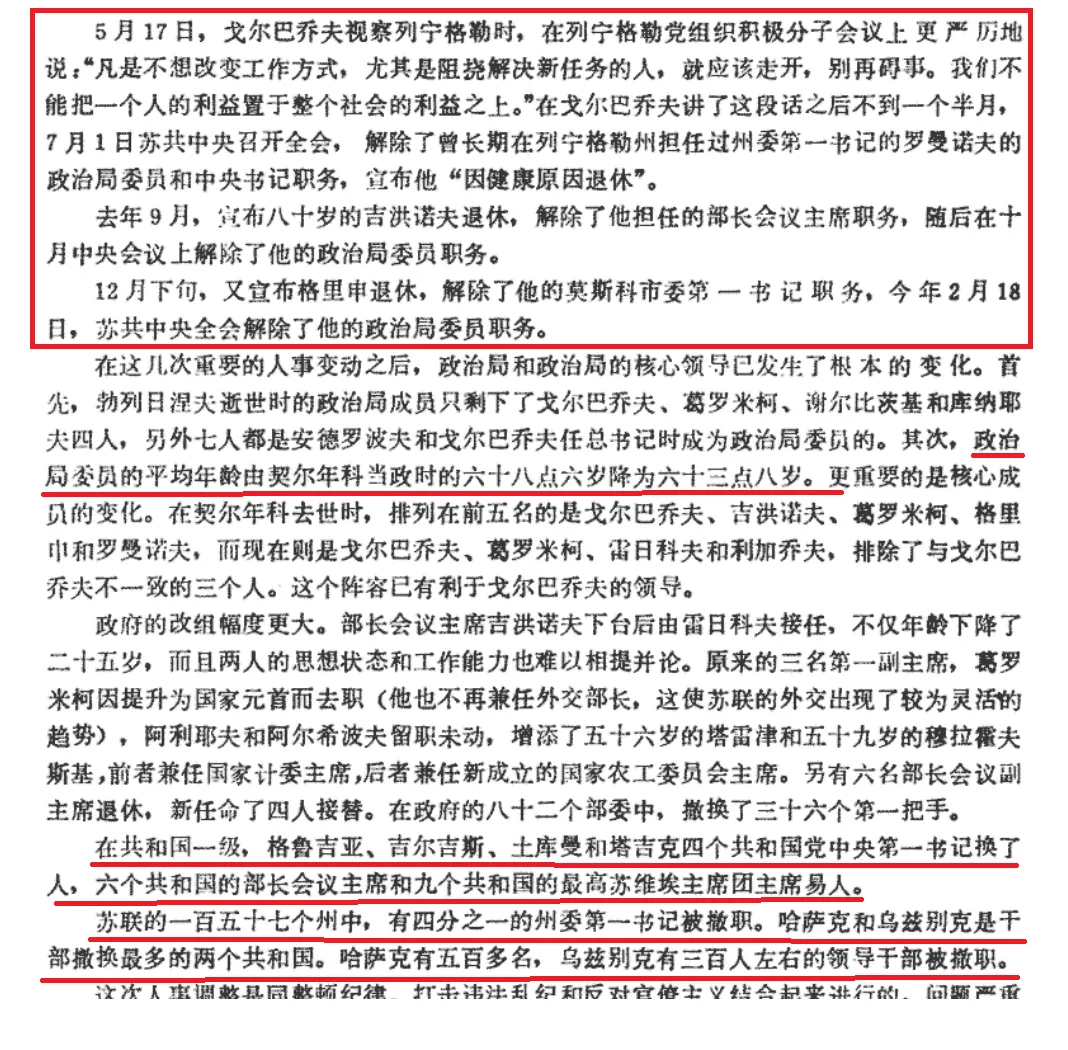 5月17日，戈尔巴乔夫视察列宁格勒时，在列宁格勒党组织积极分子会议上更严厉地
说：“凡是不想改变工作方式，尤其是阻挠解决新任务的人，就应该走开，别再碍事。我们不
能把一个人的利益置于整个社会的利益之上。”在戈尔巴乔夫讲了这段话之后不到一个半月，
7月1日苏共中央召开全会，解除了曾长期在列宁格勒州担任过州委第一书记的罗曼诺夫的
政治局委员和中央书记职务，宣布他“因健康原因退休”。
去年9月，宣布八十岁的吉洪诺夫退休，解除了他担任的部长会议主席职务，随后在十
月中央会议上解除了他的政治局委员职务。
12月下旬，又宣布格里申退休，解除了他的莫斯科市委第一书记职务，今年2月18
日，苏共中央全会解除了他的政治局委员职务。
在这几次重要的人事变动之后，政治局和政治局的核心领导已发生了根本的变化。首
先，勃列日涅夫逝世时的政治局成员只剩下了戈尔巴乔夫、葛罗米柯、谢尔比茨基和库纳耶
夫四人，另外七人都是安德罗波夫和戈尔巴乔夫任总书记时成为政治局委员的。其次，政治
局委员的平均年龄由契尔年科当政时的六十八点六岁降为六十三点八岁。更重要的是核心成
员的变化。在契尔年科去世时，排列在前五名的是戈尔巴乔夫、吉洪诺夫、葛罗米柯、格里
申和罗曼诺夫，而现在则是戈尔巴乔夫、葛罗米柯、雷日科夫和利加乔夫，排除了与戈尔巴
乔夫不一致的三个人。这个阵容已有利于戈尔巴乔夫的领导。
政府的改组幅度更大。部长会议主席吉洪诺夫下台后由雷日科夫接任，不仅年龄下降了
二十五岁，而且两人的思想状态和工作能力也难以相提并论。原来的三名第一副主席，葛罗
米柯因提升为国家元首而去职（他也不再兼任外交部长，这使苏联的外交出现了较为灵活的
趋势），阿利耶夫和阿尔希波夫留职未动，增添了五十六岁的塔雷津和五十九岁的穆拉霍夫
斯基，前者兼任国家计委主席，后者兼任新成立的国家农工委员会主席。另有六名部长会议副
主席退休，新任命了四人接替。在政府的八十二个部委中，撤换了三十六个第一把手。
在共和国一级，格鲁吉亚、吉尔吉斯、土库曼和塔吉克四个共和国党中央第一书记换了
人，六个共和国的部长会议主席和九个共和国的最高苏维埃主席团主席易人。
苏联的一百五十七个州中，有四分之一的州委第一书记被撤职。哈萨克和乌兹别克是干
部撤换最多的两个共和国。哈萨克有五百多名，乌兹别克有三百人左右的领导干部被撤职。
这次人事调整是同整顿纪律、打击违法乱纪和反对官僚主义结合起来进行的。问题严重